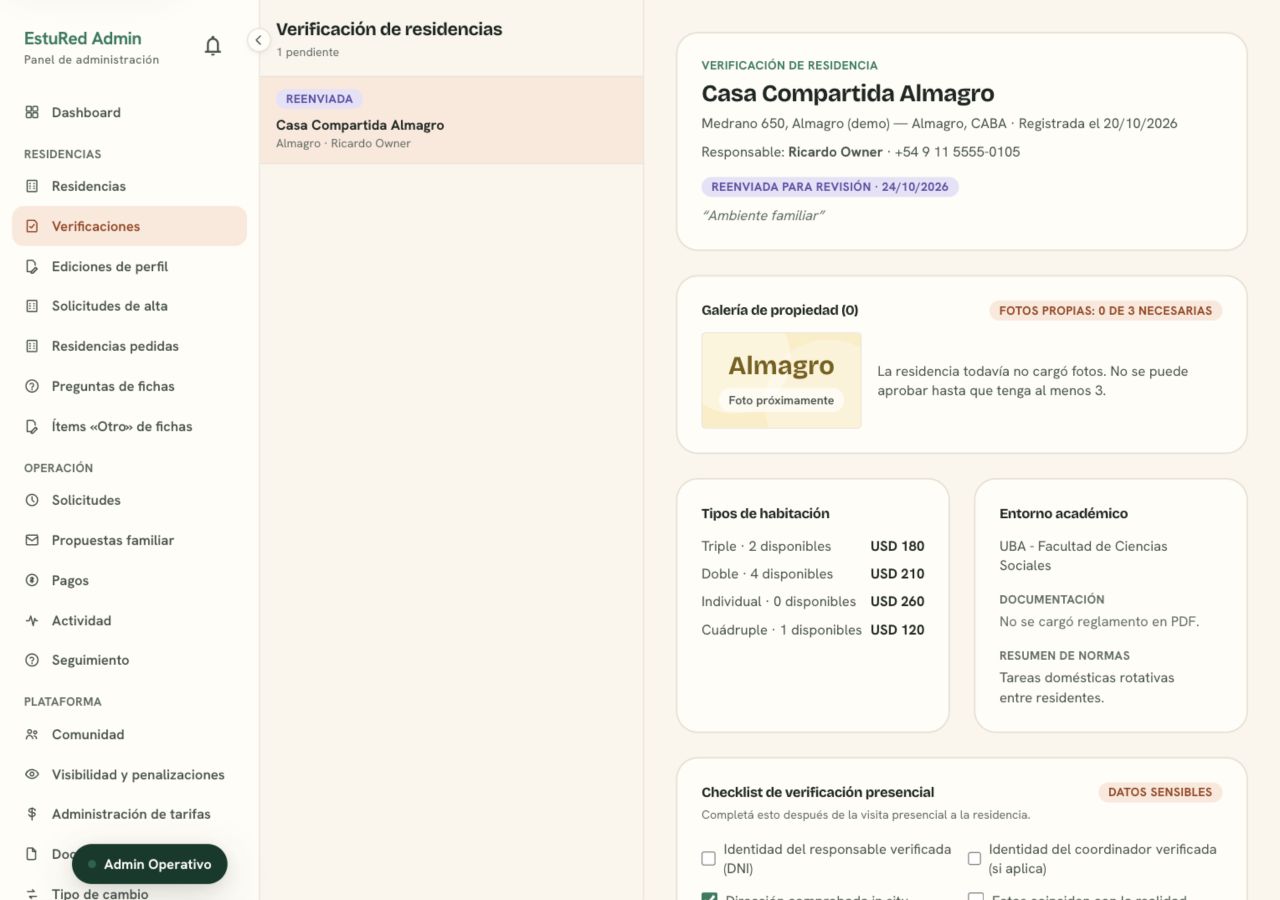 EstuRed Admin
Panel de administración
Dashboard
RESIDENCIAS
Residencias
Verificaciones
Ediciones de perfil
Solicitudes de alta
Residencias pedidas
Preguntas de fichas
Ítems «Otro» de fichas
OPERACIÓN
Solicitudes
Propuestas familiar
Pagos
Actividad
Seguimiento
PLATAFORMA
Comunidad
Visibilidad y penalizaciones
Administración de tarifas
Admin Operativo
Tipo de cambio
Verificación de residencias
1 pendiente
REENVIADA
Casa Compartida Almagro
Almagro · Ricardo Owner
VERIFICACIÓN DE RESIDENCIA
Casa Compartida Almagro
Medrano 650, Almagro (demo) — Almagro, CABA · Registrada el 20/10/2026
Responsable: Ricardo Owner · +54 9 11 5555-0105
REENVIADA PARA REVISIÓN · 24/10/2026
“Ambiente familiar”
Galería de propiedad (0)
FOTOS PROPIAS: 0 DE 3 NECESARIAS
Almagro
Foto próximamente
La residencia todavía no cargó fotos. No se puede
aprobar hasta que tenga al menos 3.
Tipos de habitación
Triple · 2 disponibles USD 180
Doble · 4 disponibles USD 210
Individual · 0 disponibles USD 260
Cuádruple · 1 disponibles USD 120
Entorno académico
UBA - Facultad de Ciencias
Sociales
DOCUMENTACIÓN
No se cargó reglamento en PDF.
RESUMEN DE NORMAS
Tareas domésticas rotativas
entre residentes.
Checklist de verificación presencial
DATOS SENSIBLES
Completá esto después de la visita presencial a la residencia.
Identidad del responsable verificada
(DNI)
Identidad del coordinador verificada
(si aplica)